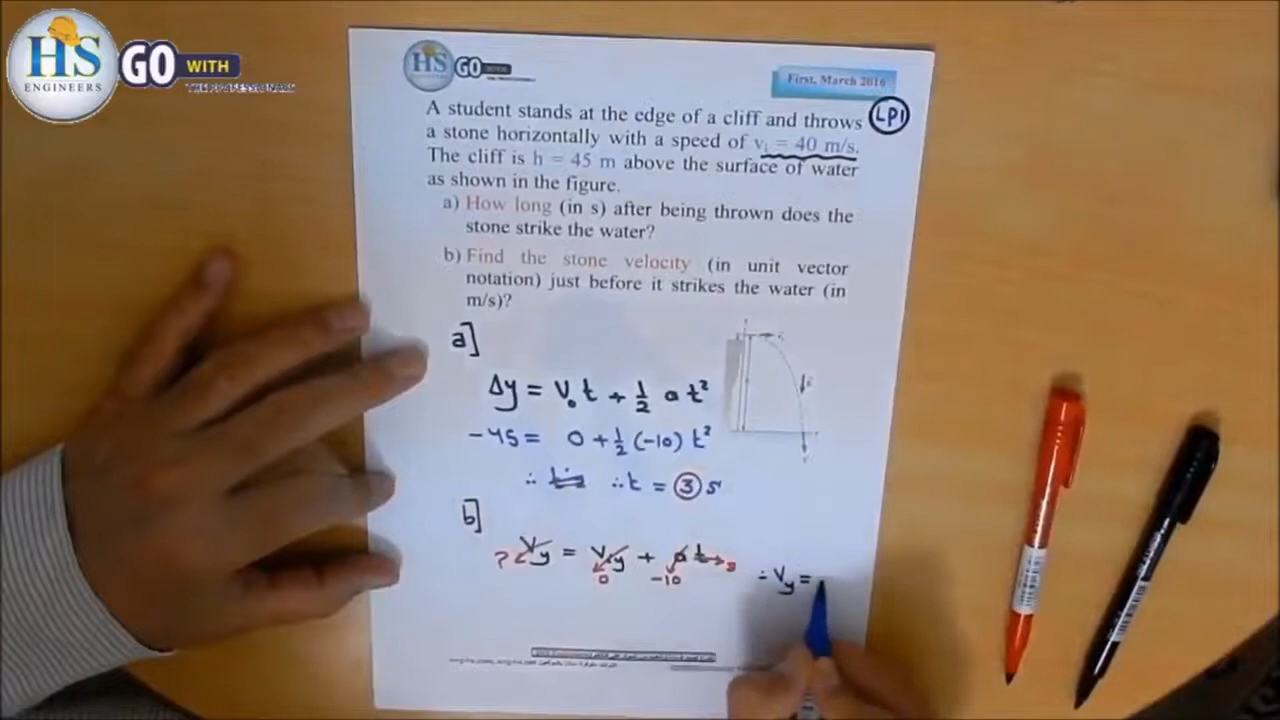 HS
ENGINEERS
GO WITH
THE PROFESSIONALS
HS
GO
First, March 2016
A student stands at the edge of a cliff and throws
LP1
a stone horizontally with a speed of vᵢ = 40 m/s.
The cliff is h = 45 m above the surface of water
as shown in the figure.
a) How long (in s) after being thrown does the
stone strike the water?
b) Find the stone velocity (in unit vector
notation) just before it strikes the water (in
m/s)?
a]
Δy = V₀ t + 1/2 a t²
-45 = 0 + 1/2 (-10) t²
∴ t = 3 s
b]
Vy = Viy + a t
? 0 -10 3
∴ Vy =